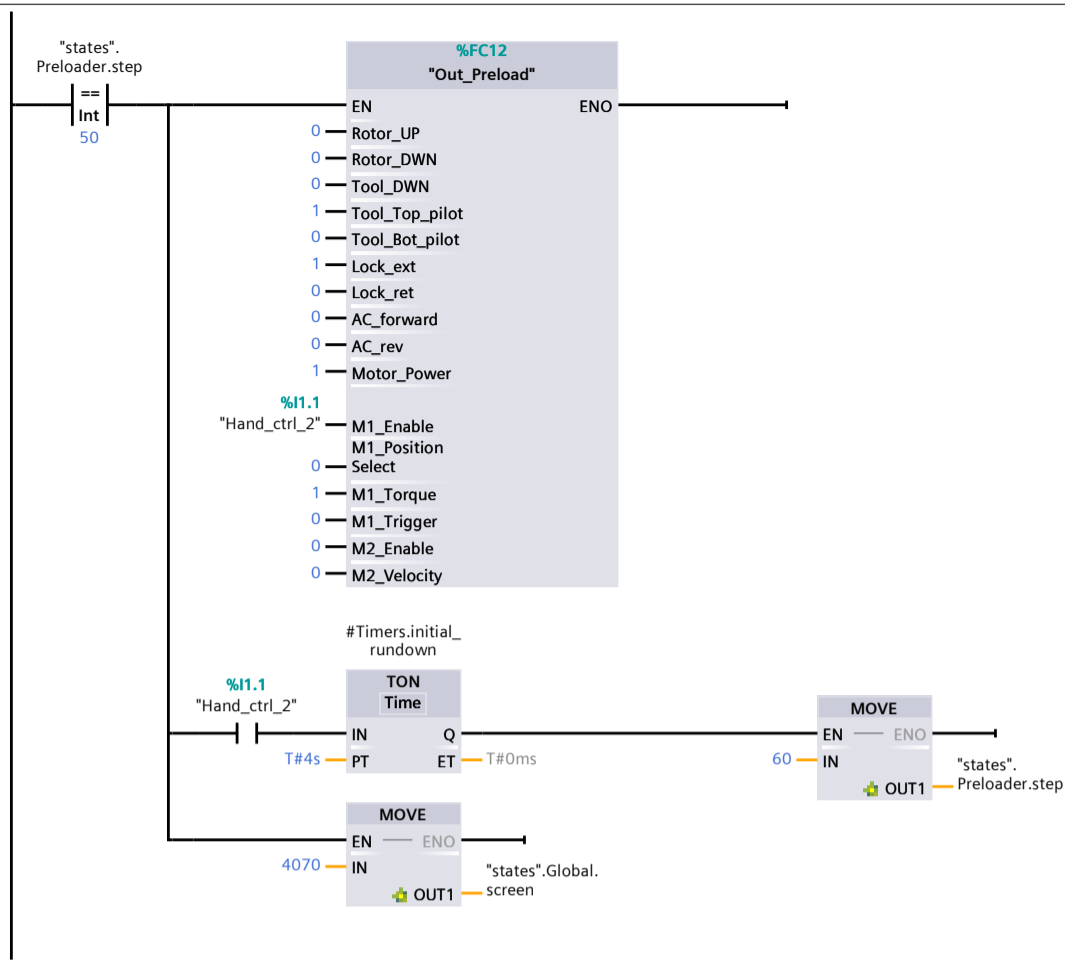 "states".
Preloader.step
==
Int
50
%FC12
"Out_Preload"
EN
ENO
0 Rotor_UP
0 Rotor_DWN
0 Tool_DWN
1 Tool_Top_pilot
0 Tool_Bot_pilot
1 Lock_ext
0 Lock_ret
0 AC_forward
0 AC_rev
1 Motor_Power
%I1.1
"Hand_ctrl_2" M1_Enable
M1_Position
0 Select
1 M1_Torque
0 M1_Trigger
0 M2_Enable
0 M2_Velocity
#Timers.initial_
rundown
%I1.1
"Hand_ctrl_2"
TON
Time
IN Q
T#4s PT ET T#0ms
MOVE
EN ENO
60 IN
OUT1
"states".
Preloader.step
MOVE
EN ENO
4070 IN
OUT1
"states".Global.
screen